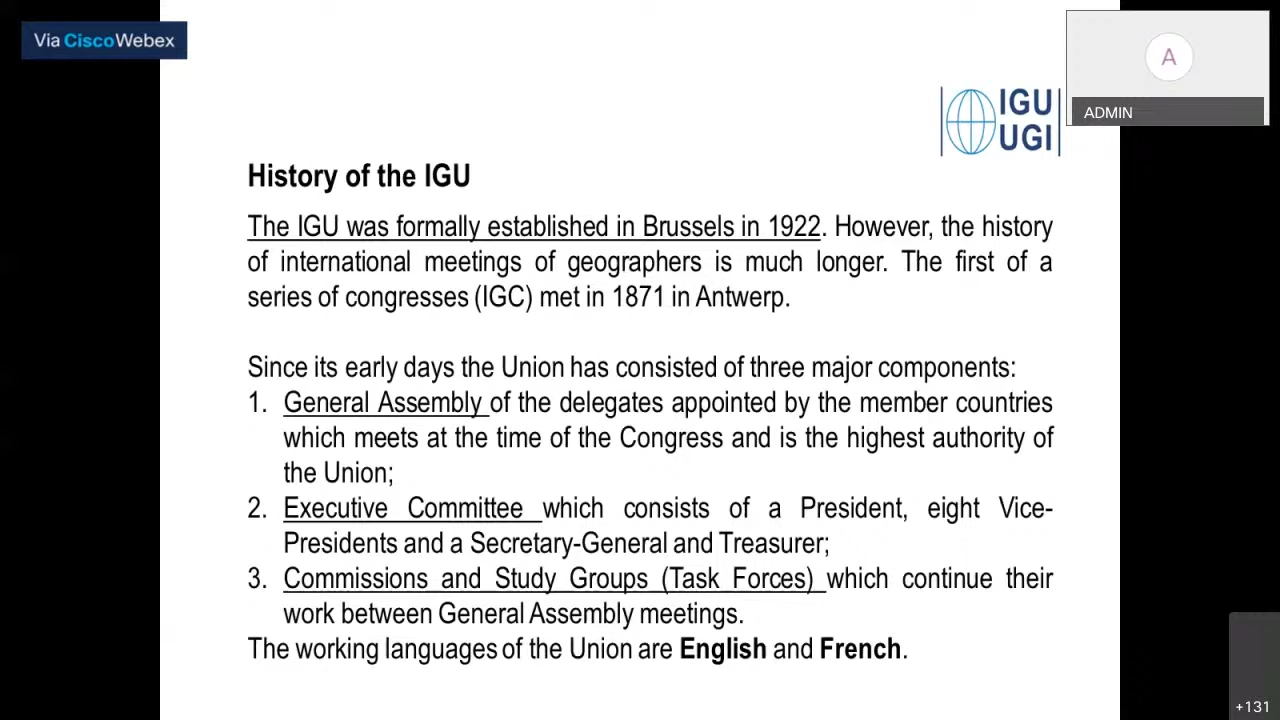 Via CiscoWebex
A
ADMIN
IGU
UGI
History of the IGU
The IGU was formally established in Brussels in 1922. However, the history
of international meetings of geographers is much longer. The first of a
series of congresses (IGC) met in 1871 in Antwerp.
Since its early days the Union has consisted of three major components:
1. General Assembly of the delegates appointed by the member countries
which meets at the time of the Congress and is the highest authority of
the Union;
2. Executive Committee which consists of a President, eight Vice-
Presidents and a Secretary-General and Treasurer;
3. Commissions and Study Groups (Task Forces) which continue their
work between General Assembly meetings.
The working languages of the Union are English and French.
+131